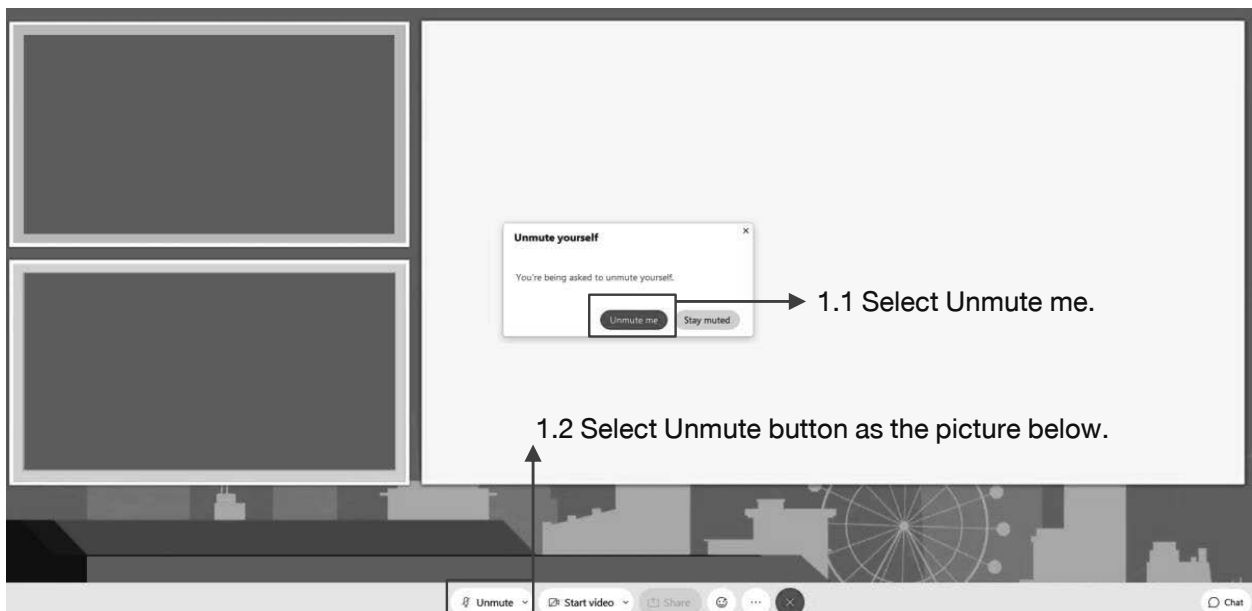 Unmute yourself
You're being asked to unmute yourself.
Unmute me Stay muted
1.1 Select Unmute me.
1.2 Select Unmute button as the picture below.
Unmute Start video Share Chat